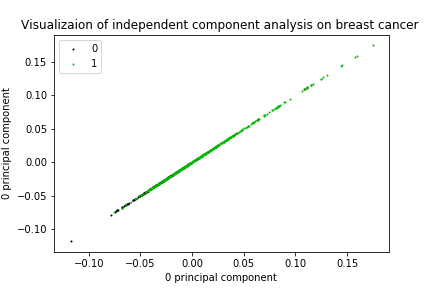 Visualizaion of independent component analysis on breast cancer
0
1
0 principal component
0.15
0.10
0.05
0.00
−0.05
−0.10
−0.10 −0.05 0.00 0.05 0.10 0.15
0 principal component